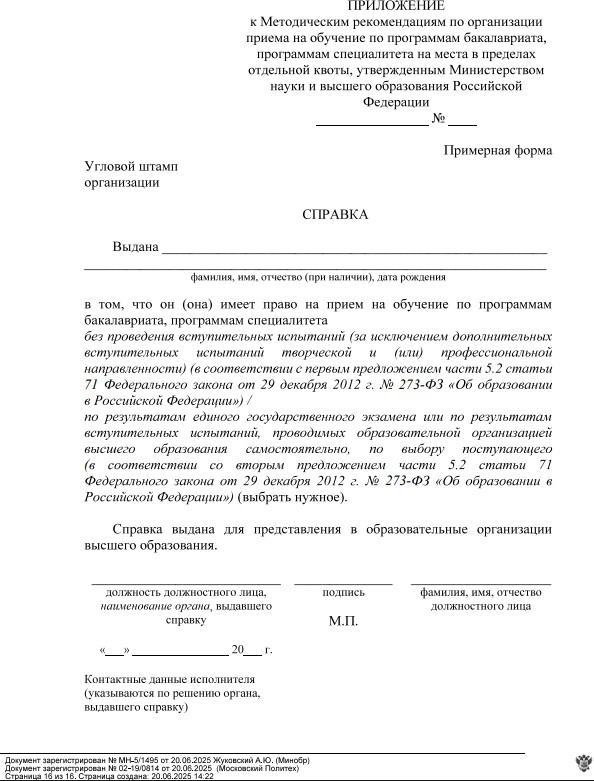 ПРИЛОЖЕНИЕ
к Методическим рекомендациям по организации
приема на обучение по программам бакалавриата,
программам специалитета на места в пределах
отдельной квоты, утвержденным Министерством
науки и высшего образования Российской
Федерации
________________ № ____
Примерная форма
Угловой штамп
организации
СПРАВКА
Выдана ______________________________________________________
_________________________________________________________________
фамилия, имя, отчество (при наличии), дата рождения
в том, что он (она) имеет право на прием на обучение по программам
бакалавриата, программам специалитета
без проведения вступительных испытаний (за исключением дополнительных
вступительных испытаний творческой и (или) профессиональной
направленности) (в соответствии с первым предложением части 5.2 статьи
71 Федерального закона от 29 декабря 2012 г. № 273-ФЗ «Об образовании
в Российской Федерации») /
по результатам единого государственного экзамена или по результатам
вступительных испытаний, проводимых образовательной организацией
высшего образования самостоятельно, по выбору поступающего
(в соответствии со вторым предложением части 5.2 статьи 71
Федерального закона от 29 декабря 2012 г. № 273-ФЗ «Об образовании в
Российской Федерации») (выбрать нужное).
Справка выдана для представления в образовательные организации
высшего образования.
должность должностного лица,
наименование органа, выдавшего
справку
подпись
М.П.
фамилия, имя, отчество
должностного лица
«___» ________________ 20___ г.
Контактные данные исполнителя
(указываются по решению органа,
выдавшего справку)
Документ зарегистрирован № МН-5/1495 от 20.06.2025 Жуковский А.Ю. (Минобр)
Документ зарегистрирован № 02-19/0814 от 20.06.2025 (Московский Политех)
Страница 16 из 16. Страница создана: 20.06.2025 14:22